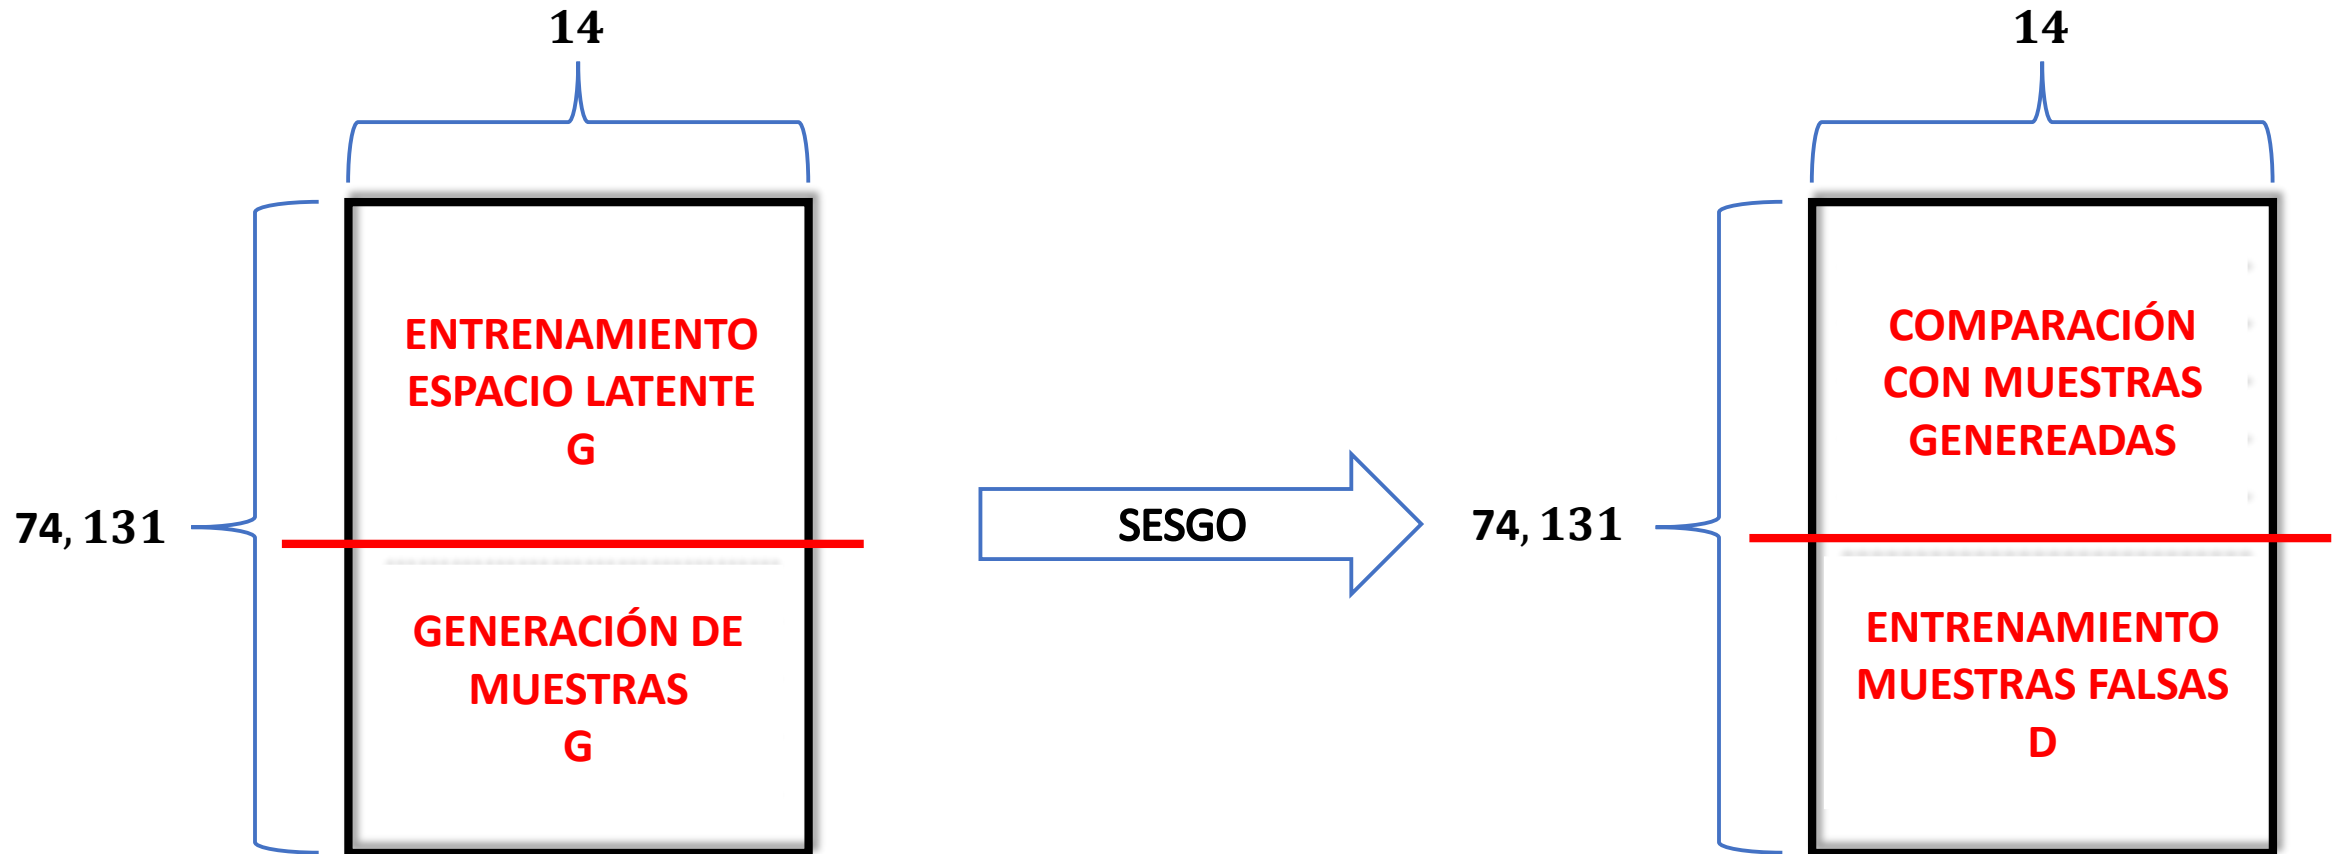 14
14
ENTRENAMIENTO
ESPACIO LATENTE
G
74, 131
GENERACIÓN DE
MUESTRAS
G
SESGO
74, 131
COMPARACIÓN
CON MUESTRAS
GENEREADAS
ENTRENAMIENTO
MUESTRAS FALSAS
D